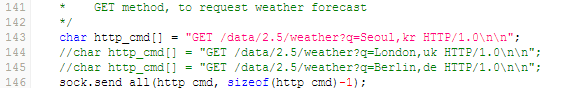 141 * GET method, to request weather forecast
142 */
143 char http_cmd[] = "GET /data/2.5/weather?q=Seoul,kr HTTP/1.0\n\n";
144 //char http_cmd[] = "GET /data/2.5/weather?q=London,uk HTTP/1.0\n\n";
145 //char http_cmd[] = "GET /data/2.5/weather?q=Berlin,de HTTP/1.0\n\n";
146 sock.send_all(http_cmd, sizeof(http_cmd)-1);